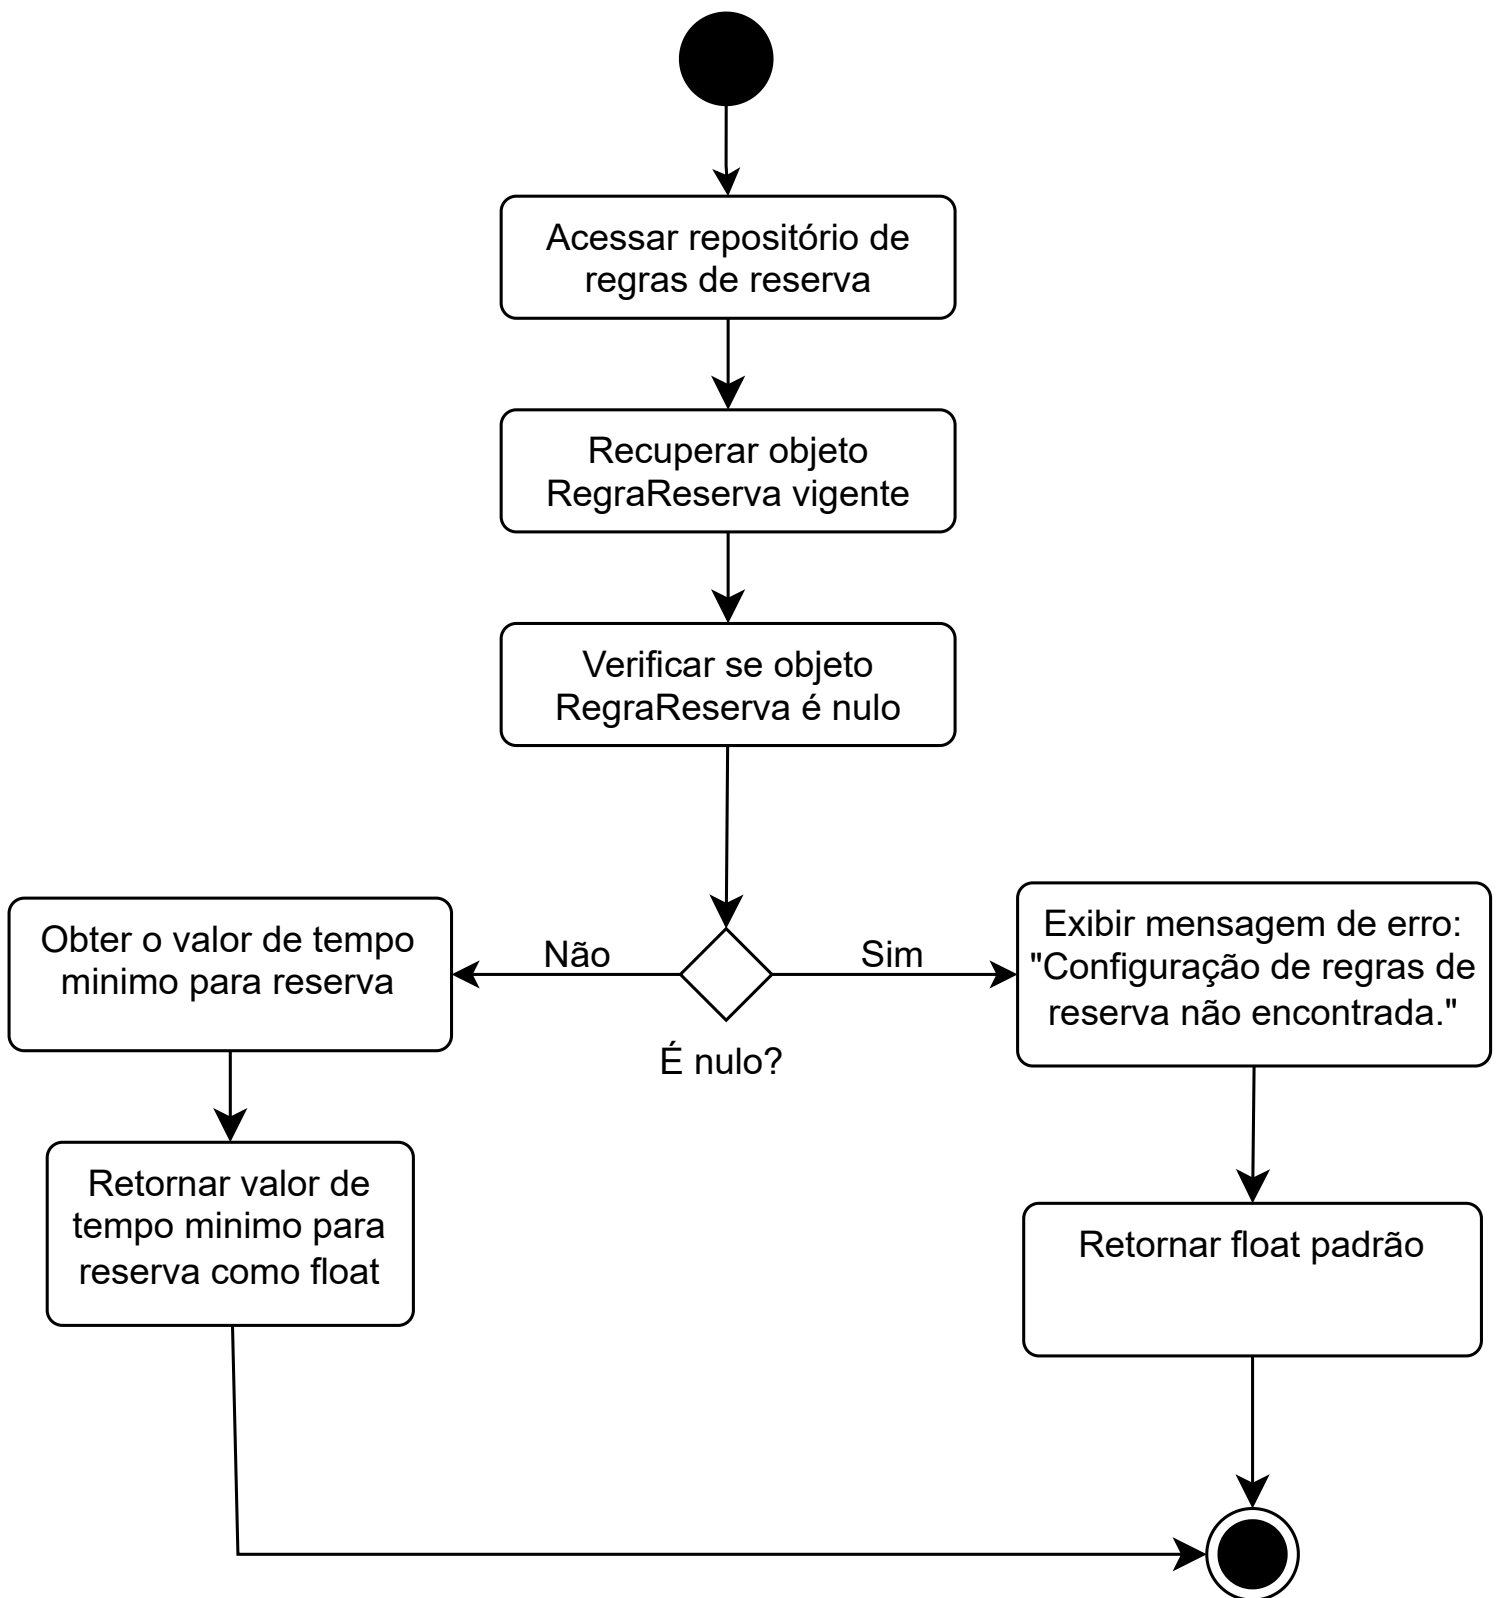 Acessar repositório de
regras de reserva
Recuperar objeto
RegraReserva vigente
Verificar se objeto
RegraReserva é nulo
Não
Sim
É nulo?
Obter o valor de tempo
minimo para reserva
Retornar valor de
tempo minimo para
reserva como float
Exibir mensagem de erro:
"Configuração de regras de
reserva não encontrada."
Retornar float padrão